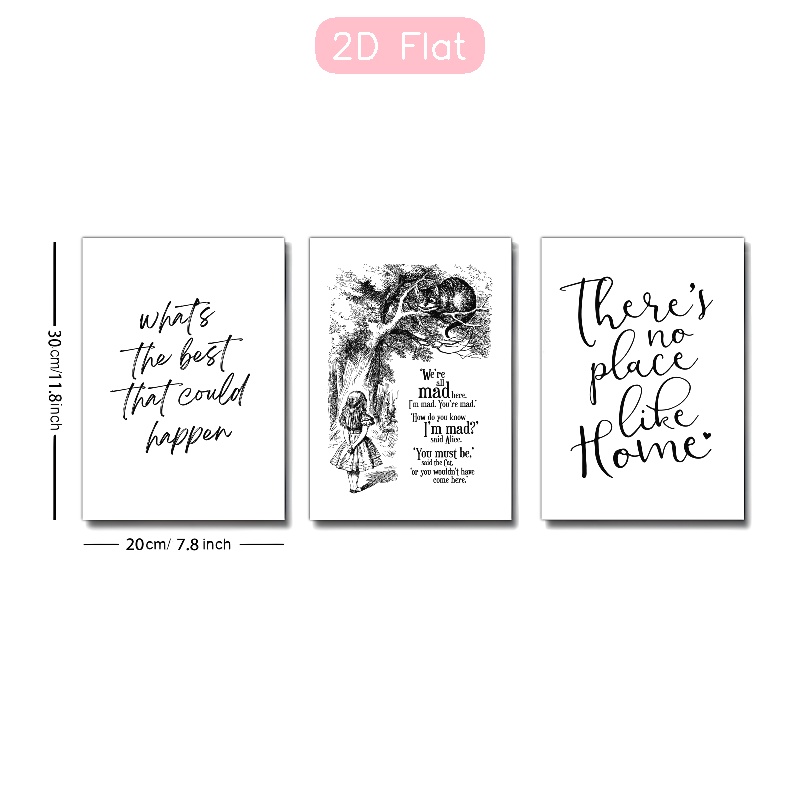 2D Flat
30cm/11.8inch
what's
the best
that could
happen
20cm/ 7.8 inch
"We're
all
mad here.
I'm mad. You're mad."
"How do you know
I'm mad?"
said Alice.
"You must be,"
said the Cat,
"or you wouldn't have
come here."
There's
no
place
like
Home